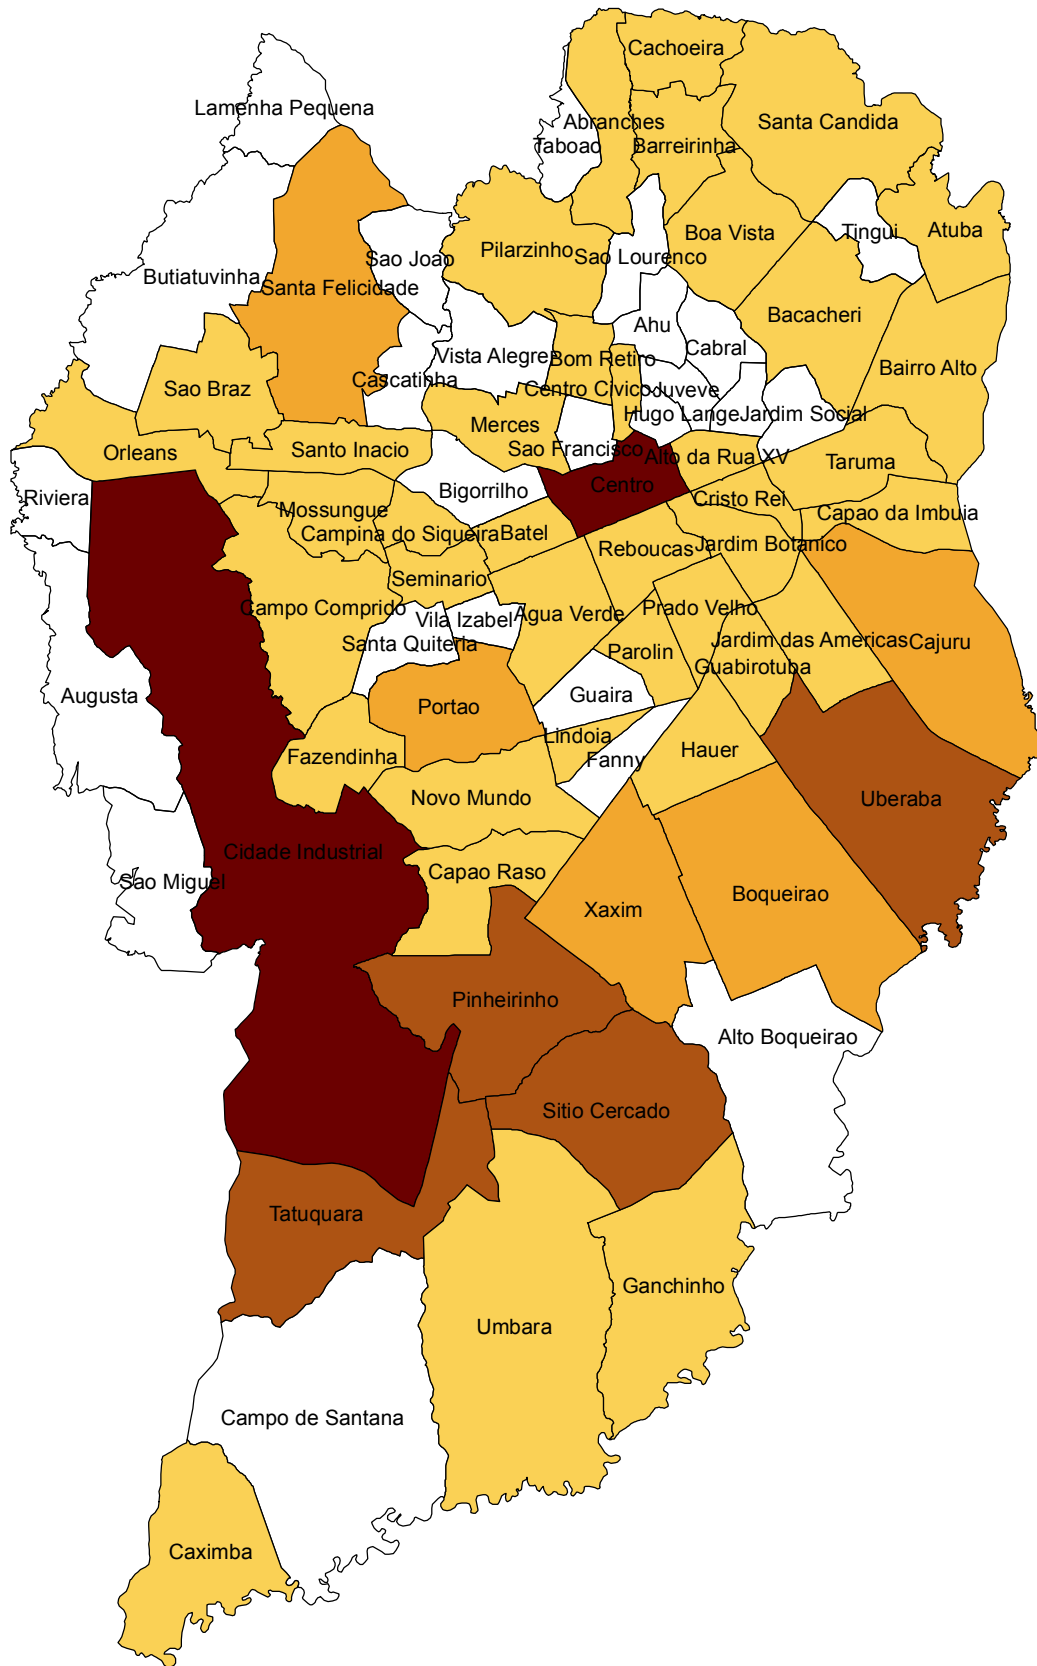 Cachoeira
Lamenha Pequena
Abranches
Santa Candida
Taboao
Barreirinha
Tingui
Atuba
Boa Vista
Pilarzinho
Sao Lourenco
Sao Joao
Butiatuvinha
Santa Felicidade
Bacacheri
Ahu
Cabral
Vista Alegre
Bom Retiro
Bairro Alto
Cascatinha
Sao Braz
Centro Civico
Juveve
Hugo Lange
Jardim Social
Merces
Sao Francisco
Santo Inacio
Orleans
Alto da Rua XV
Taruma
Centro
Bigorrilho
Riviera
Cristo Rei
Mossungue
Capao da Imbuia
Campina do Siqueira
Batel
Jardim Botanico
Reboucas
Seminario
Campo Comprido
Prado Velho
Agua Verde
Vila Izabel
Santa Quiteria
Jardim das Americas
Cajuru
Parolin
Guabirotuba
Augusta
Guaira
Portao
Lindoia
Hauer
Fazendinha
Fanny
Novo Mundo
Uberaba
Cidade Industrial
Capao Raso
Sao Miguel
Boqueirao
Xaxim
Pinheirinho
Alto Boqueirao
Sitio Cercado
Tatuquara
Ganchinho
Umbara
Campo de Santana
Caximba